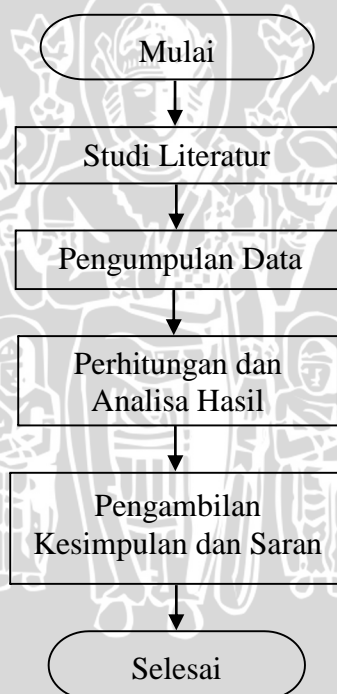 Mulai
Studi Literatur
Pengumpulan Data
Perhitungan dan
Analisa Hasil
Pengambilan
Kesimpulan dan Saran
Selesai